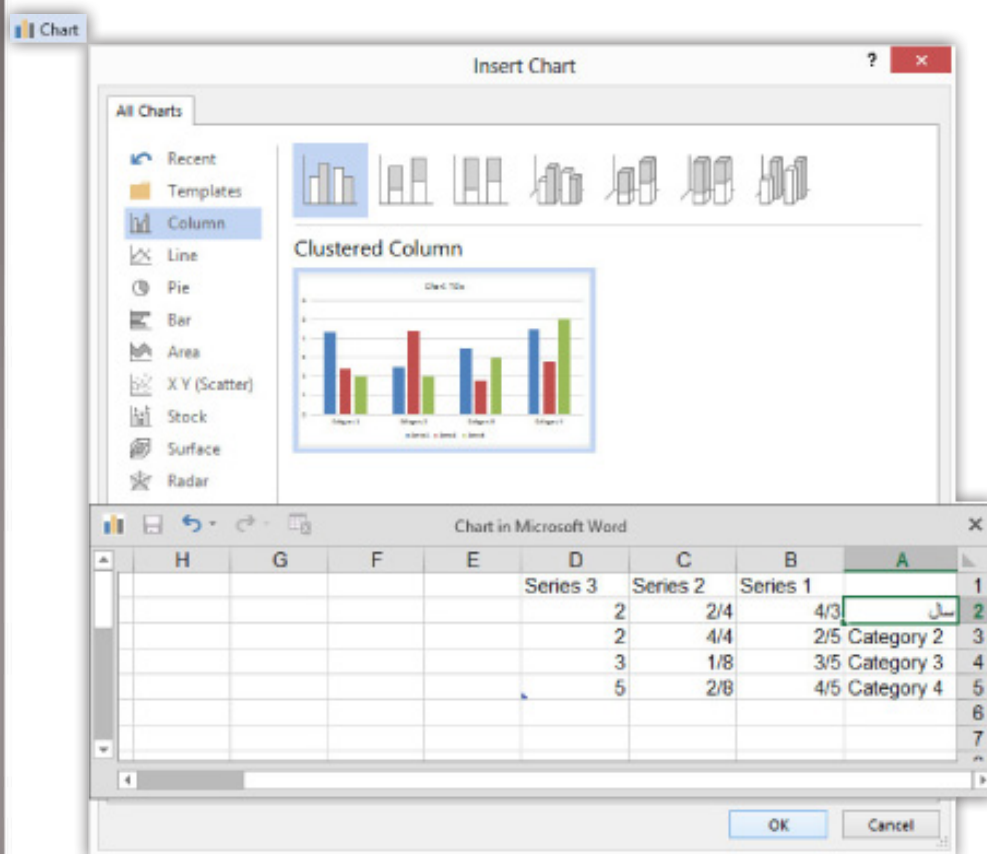 Chart
Insert Chart ?
All Charts
Recent
Templates
Column
Line
Pie
Bar
Area
X Y (Scatter)
Stock
Surface
Radar
Clustered Column
Chart Title
Chart in Microsoft Word
H G F E D C B A
Series 3 Series 2 Series 1 1
2 2/4 4/3 سال 2
2 4/4 2/5 Category 2 3
3 1/8 3/5 Category 3 4
5 2/8 4/5 Category 4 5
6
7
OK Cancel